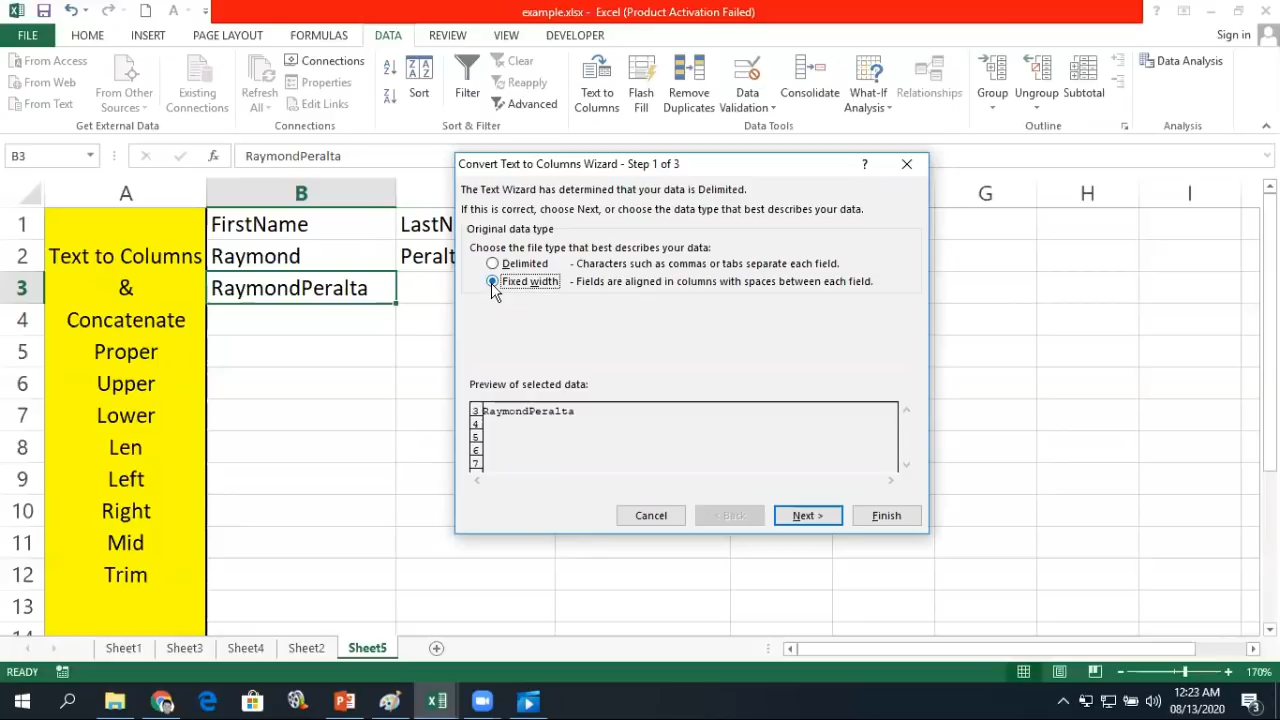 example.xlsx - Excel (Product Activation Failed)
FILE HOME INSERT PAGE LAYOUT FORMULAS DATA REVIEW VIEW DEVELOPER Sign in
From Access
From Web
From Text
From Other Sources
Existing Connections
Get External Data
Refresh All
Connections
Properties
Edit Links
Connections
Sort
Filter
Clear
Reapply
Advanced
Sort & Filter
Text to Columns
Flash Fill
Remove Duplicates
Data Validation
Consolidate
What-If Analysis
Relationships
Data Tools
Group
Ungroup
Subtotal
Outline
Data Analysis
Analysis
B3 fx RaymondPeralta
A B G H I
1 FirstName LastN
2 Text to Columns Raymond Peralt
3 & RaymondPeralta
4 Concatenate
5 Proper
6 Upper
7 Lower
8 Len
9 Left
10 Right
11 Mid
12 Trim
13
Convert Text to Columns Wizard - Step 1 of 3 ?
The Text Wizard has determined that your data is Delimited.
If this is correct, choose Next, or choose the data type that best describes your data.
Original data type
Choose the file type that best describes your data:
Delimited - Characters such as commas or tabs separate each field.
Fixed width - Fields are aligned in columns with spaces between each field.
Preview of selected data:
3 RaymondPeralta
4
5
6
7
Cancel < Back Next > Finish
Sheet1 Sheet3 Sheet4 Sheet2 Sheet5
READY 170%
12:23 AM
08/13/2020
3